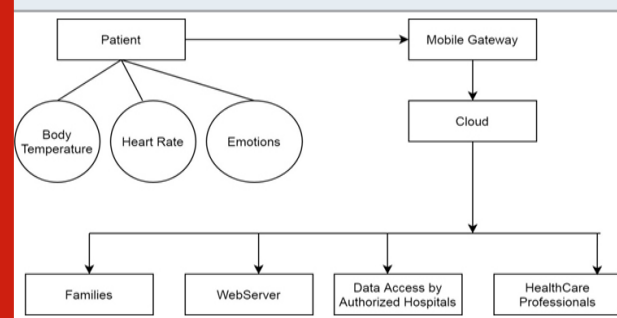 Patient
Mobile Gateway
Cloud
Body
Temperature
Heart Rate
Emotions
Families
WebServer
Data Access by
Authorized Hospitals
HealthCare
Professionals